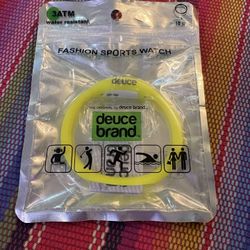 3ATM
water resistant
FASHION SPORTS WATCH
deuce
the original by deuce brand.
deuce
brand.